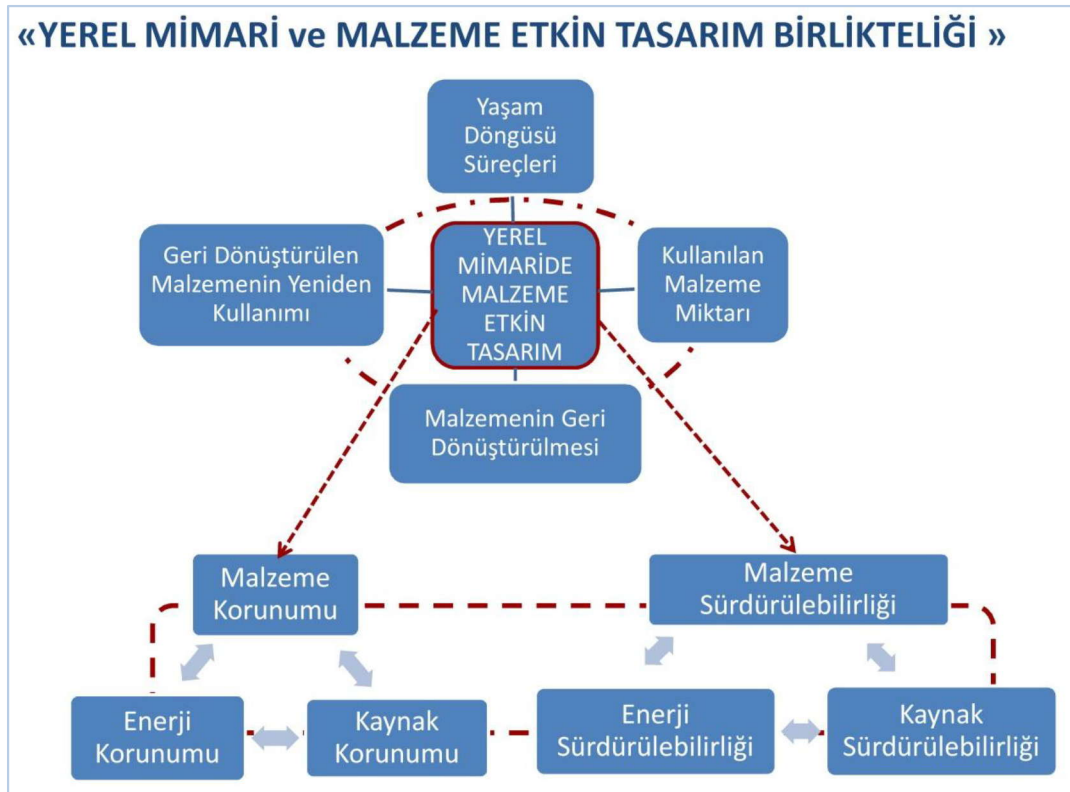 «YEREL MİMARİ ve MALZEME ETKİN TASARIM BİRLİKTELİĞİ »
Yaşam
Döngüsü
Süreçleri
Geri Dönüştürülen
Malzemenin Yeniden
Kullanımı
YEREL
MİMARİDE
MALZEME
ETKİN
TASARIM
Kullanılan
Malzeme
Miktarı
Malzemenin Geri
Dönüştürülmesi
Malzeme
Korunumu
Malzeme
Sürdürülebilirliği
Enerji
Korunumu
Kaynak
Korunumu
Enerji
Sürdürülebilirliği
Kaynak
Sürdürülebilirliği